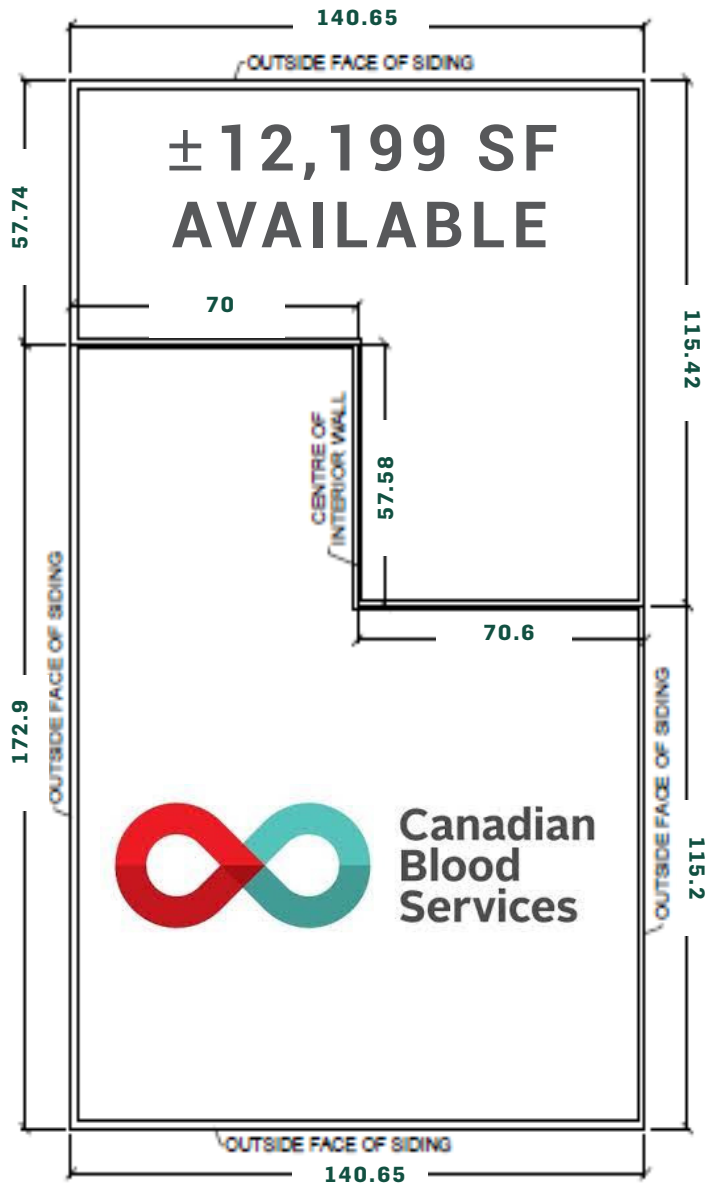 140.65
OUTSIDE FACE OF SIDING
±12,199 SF
AVAILABLE
57.74
70
115.42
CENTRE OF
INTERIOR WALL
57.58
70.6
OUTSIDE FACE OF SIDING
172.9
OUTSIDE FACE OF SIDING
115.2
Canadian
Blood
Services
OUTSIDE FACE OF SIDING
140.65